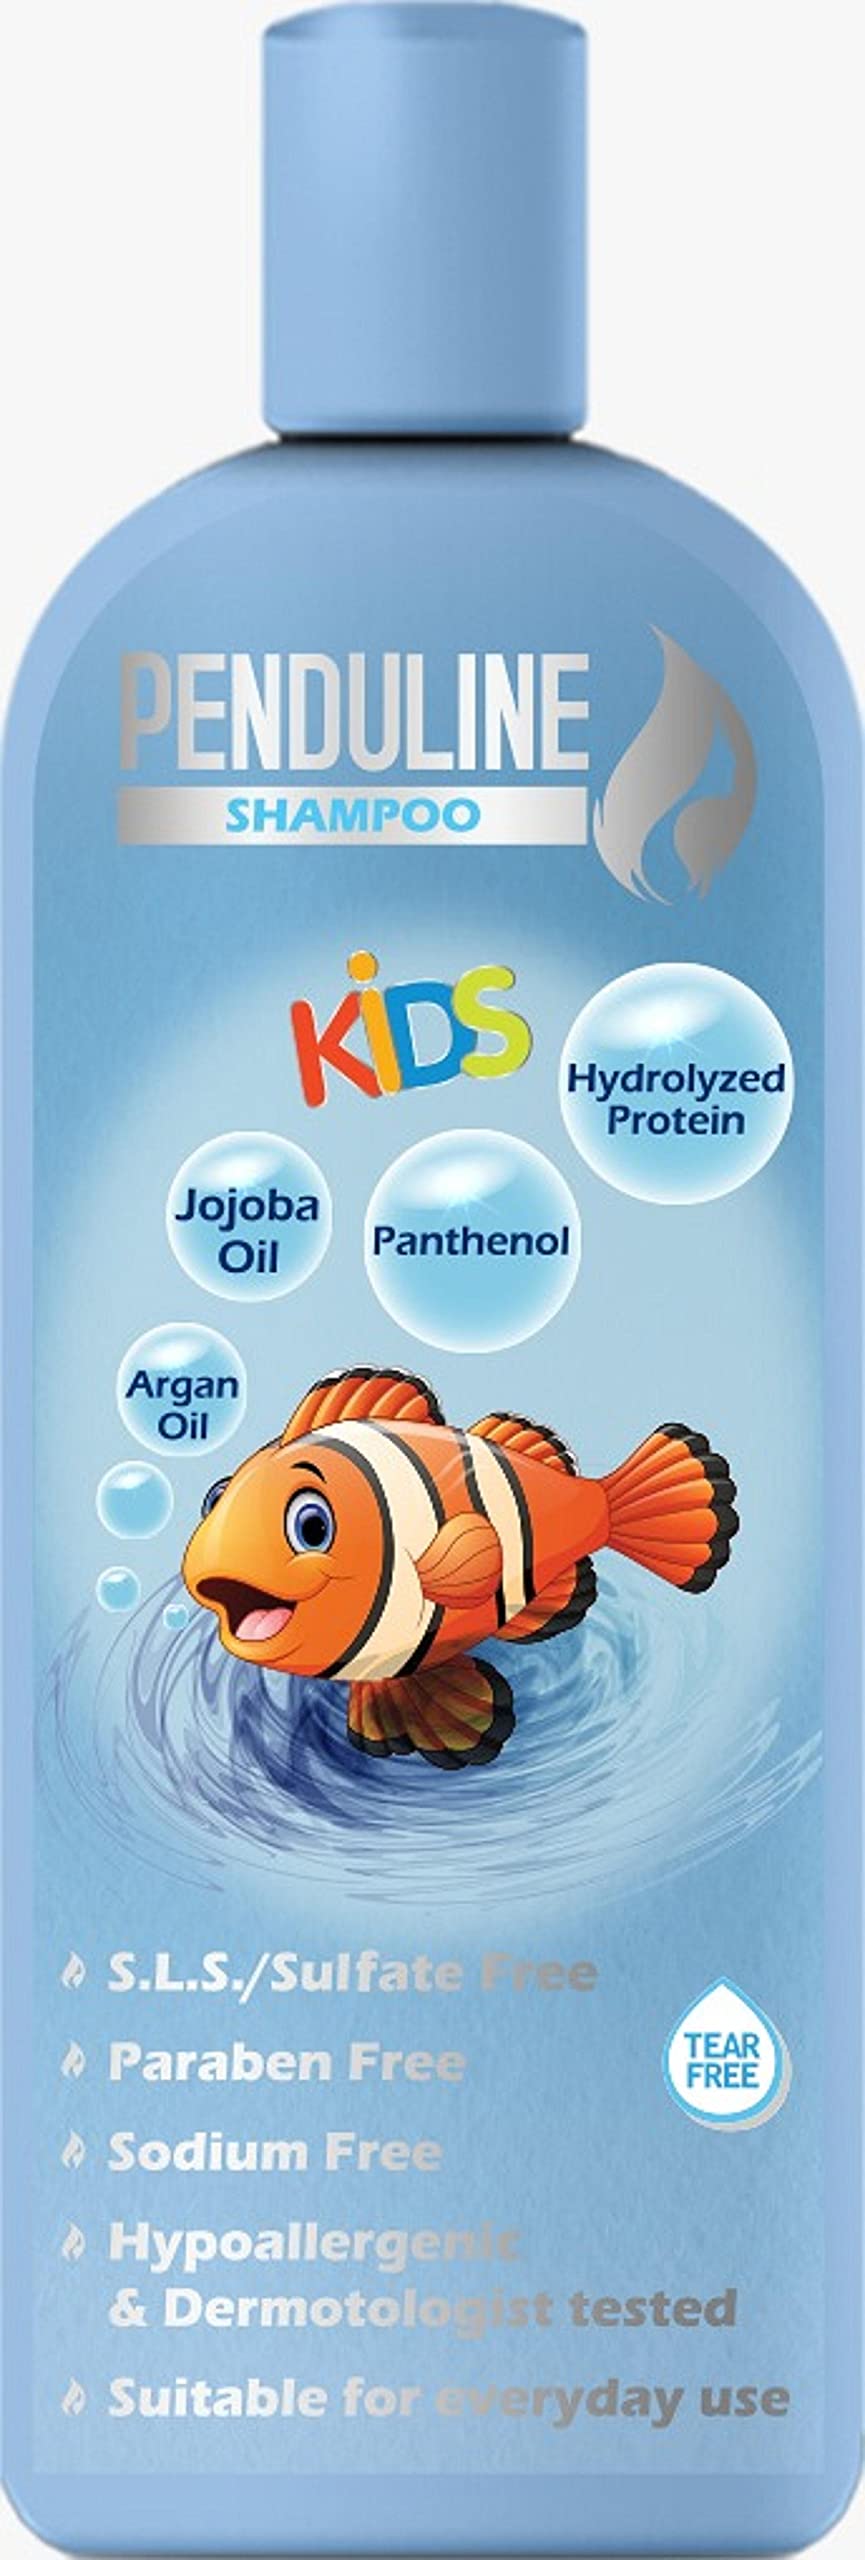 PENDULINE
SHAMPOO
KiDS
Hydrolyzed
Protein
Jojoba
Oil
Panthenol
Argan
Oil
S.L.S./Sulfate Free
Paraben Free
TEAR
FREE
Sodium Free
Hypoallergenic
& Dermotologist tested
Suitable for everyday use